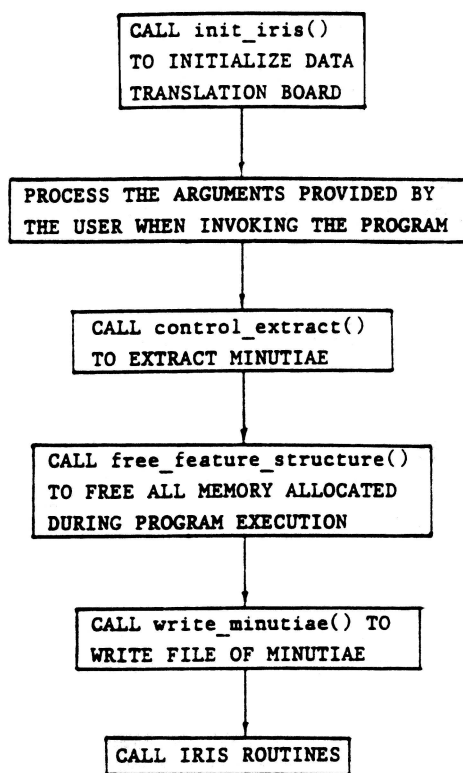 CALL init_iris()
TO INITIALIZE DATA
TRANSLATION BOARD
PROCESS THE ARGUMENTS PROVIDED BY
THE USER WHEN INVOKING THE PROGRAM
CALL control_extract()
TO EXTRACT MINUTIAE
CALL free_feature_structure()
TO FREE ALL MEMORY ALLOCATED
DURING PROGRAM EXECUTION
CALL write_minutiae() TO
WRITE FILE OF MINUTIAE
CALL IRIS ROUTINES